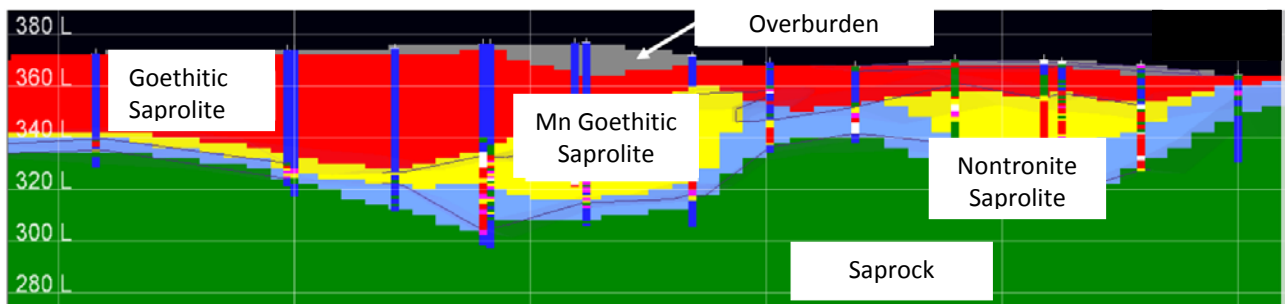 380 L
Overburden
Goethitic
Saprolite
360 L
Mn Goethitic
Saprolite
340 L
Nontronite
Saprolite
320 L
300 L
Saprock
280 L